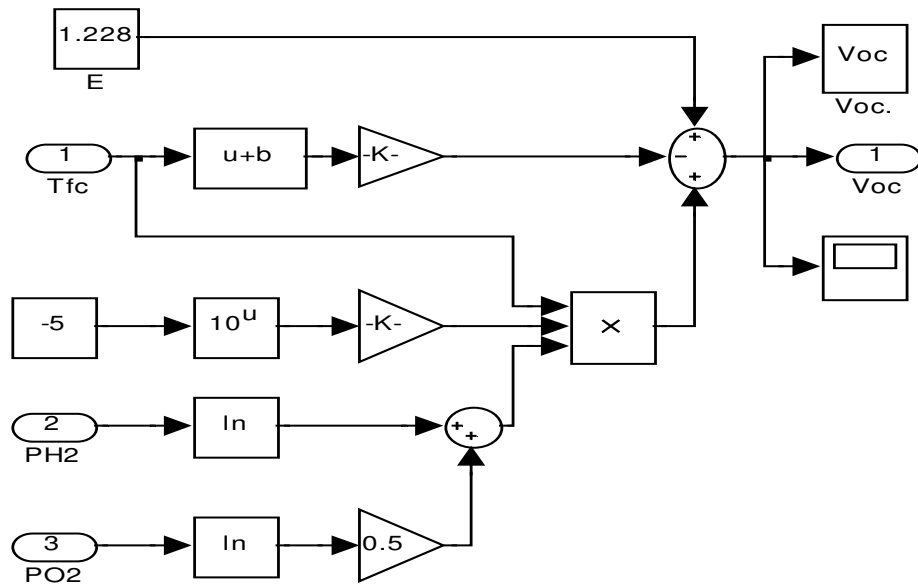 1.228
E
Voc
Voc.
+
−
+
1
Tfc
u+b
-K-
1
Voc
-5
10^u
-K-
X
2
PH2
ln
+
+
3
PO2
ln
0.5